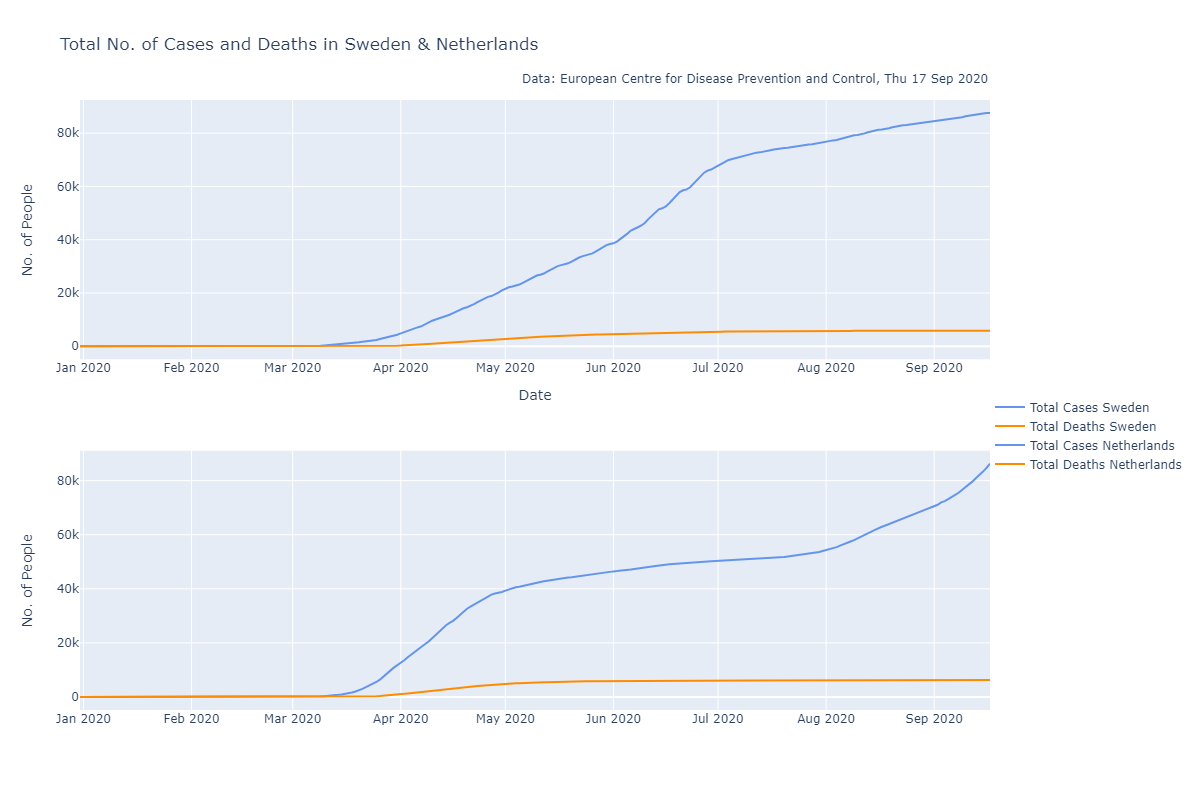 Total No. of Cases and Deaths in Sweden & Netherlands
Data: European Centre for Disease Prevention and Control, Thu 17 Sep 2020
No. of People
80k
60k
40k
20k
0
Jan 2020 Feb 2020 Mar 2020 Apr 2020 May 2020 Jun 2020 Jul 2020 Aug 2020 Sep 2020
Date
Total Cases Sweden
Total Deaths Sweden
Total Cases Netherlands
Total Deaths Netherlands
No. of People
80k
60k
40k
20k
0
Jan 2020 Feb 2020 Mar 2020 Apr 2020 May 2020 Jun 2020 Jul 2020 Aug 2020 Sep 2020